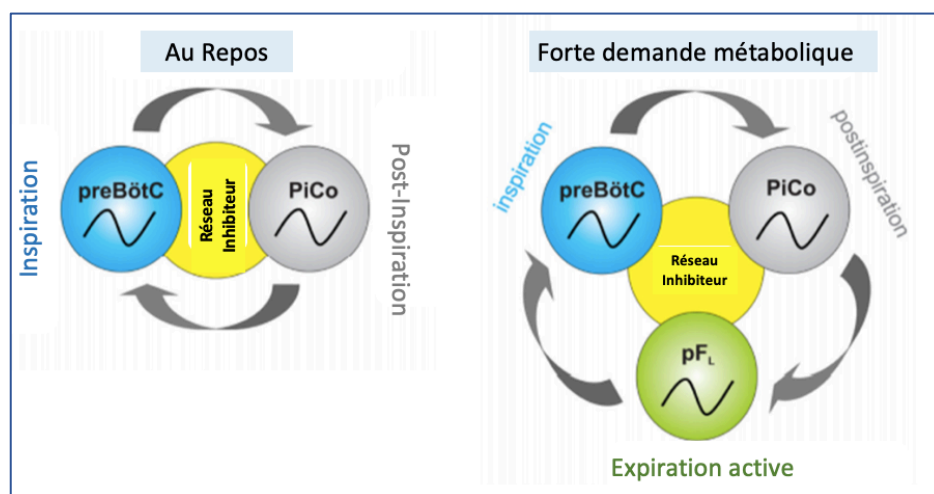 Au Repos
Inspiration
preBötC
Réseau
Inhibiteur
PiCo
Post-Inspiration
Forte demande métabolique
inspiration
preBötC
PiCo
postinspiration
Réseau
Inhibiteur
pFL
Expiration active